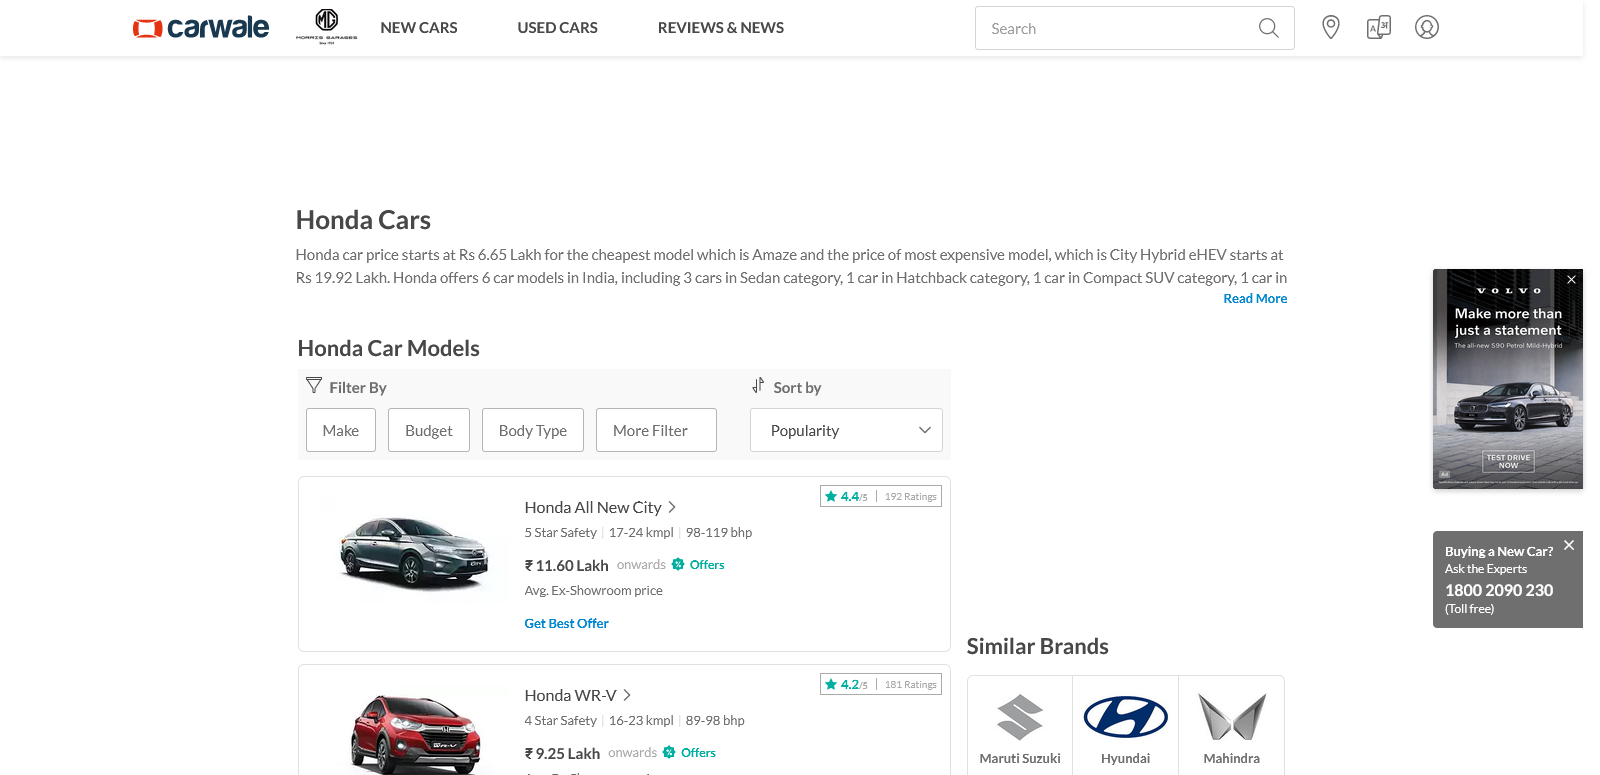 carwale
MORRIS GARAGES
Since 1924
NEW CARS
USED CARS
REVIEWS & NEWS
Search
Honda Cars
Honda car price starts at Rs 6.65 Lakh for the cheapest model which is Amaze and the price of most expensive model, which is City Hybrid eHEV starts at
Rs 19.92 Lakh. Honda offers 6 car models in India, including 3 cars in Sedan category, 1 car in Hatchback category, 1 car in Compact SUV category, 1 car in
Read More
Honda Car Models
Filter By
Sort by
Make
Budget
Body Type
More Filter
Popularity
4.4/5 | 192 Ratings
Honda All New City
5 Star Safety | 17-24 kmpl | 98-119 bhp
₹ 11.60 Lakh onwards Offers
Avg. Ex-Showroom price
Get Best Offer
4.2/5 | 181 Ratings
Honda WR-V
4 Star Safety | 16-23 kmpl | 89-98 bhp
₹ 9.25 Lakh onwards Offers
Similar Brands
Maruti Suzuki
Hyundai
Mahindra
VOLVO
Make more than
just a statement
The all-new S90 Petrol Mild-Hybrid
TEST DRIVE
NOW
Ad
Buying a New Car?
Ask the Experts
1800 2090 230
(Toll free)